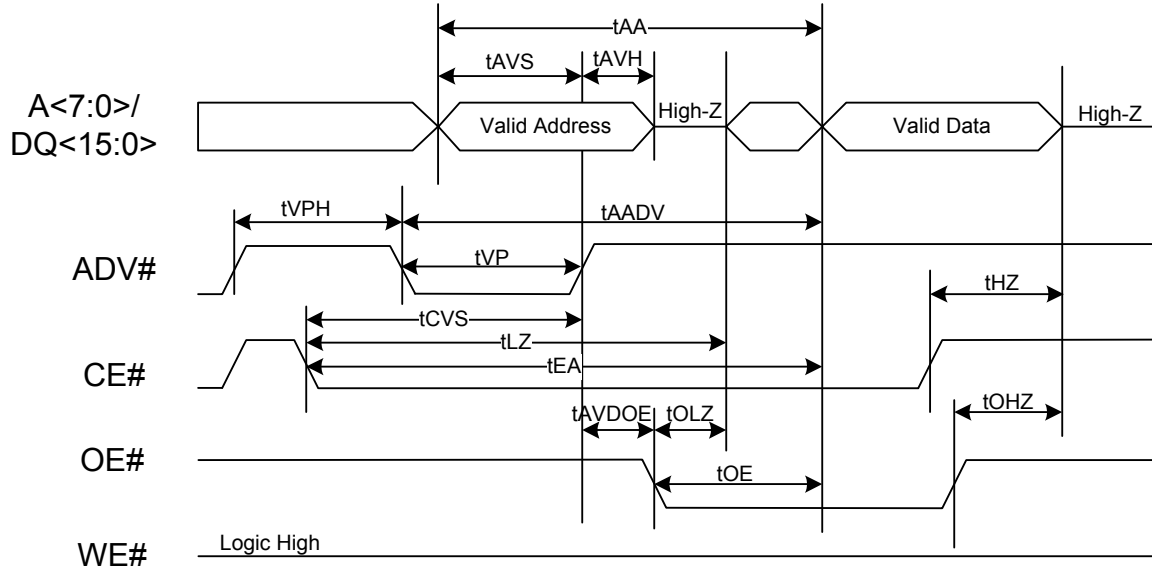 tAA
tAVS
tAVH
A<7:0>/
DQ<15:0>
Valid Address
High-Z
Valid Data
High-Z
tVPH
tAADV
ADV#
tVP
tHZ
tCVS
tLZ
CE#
tEA
tAVDOE
tOLZ
tOHZ
OE#
tOE
WE#
Logic High